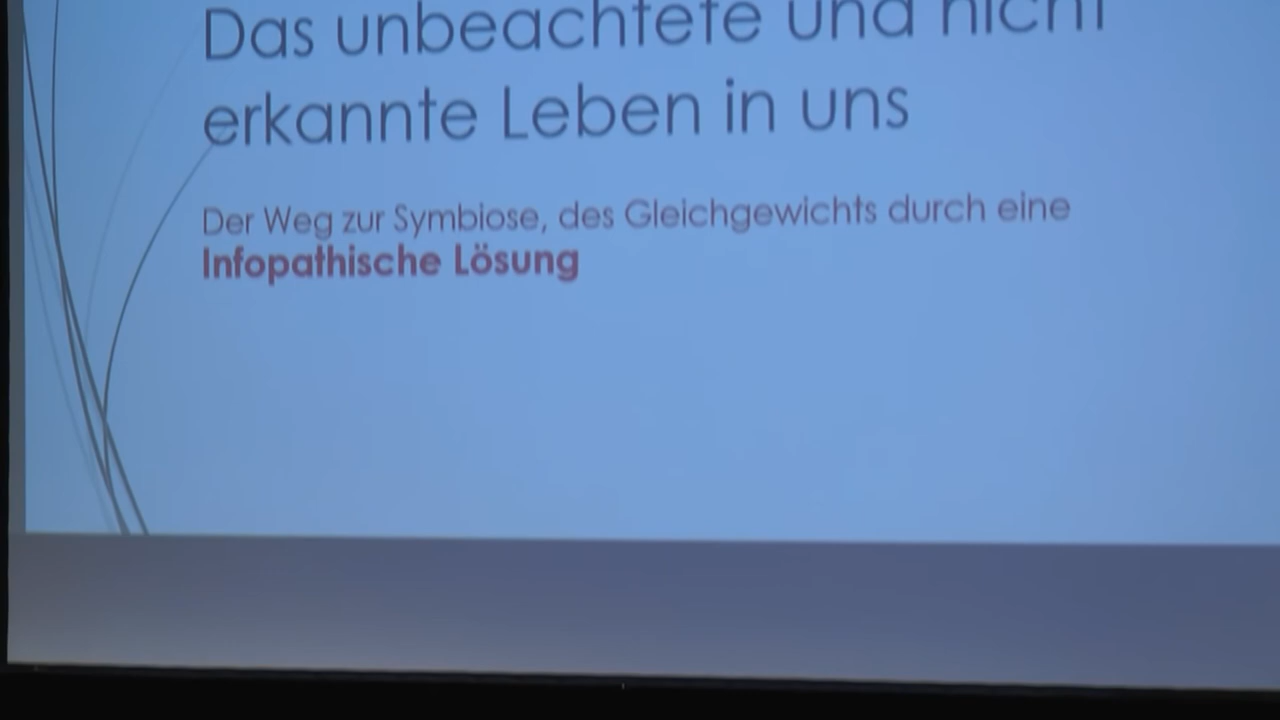 Das unbeachtete und nicht
erkannte Leben in uns
Der Weg zur Symbiose, des Gleichgewichts durch eine
Infopathische Lösung